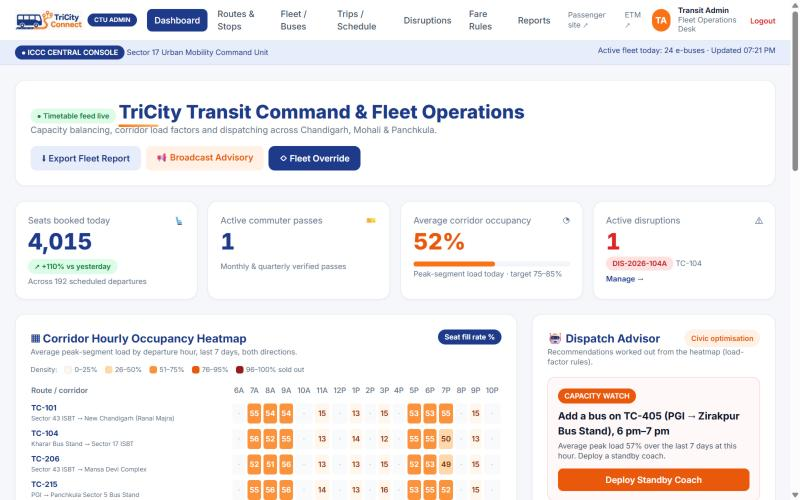 TriCity Connect
CTU ADMIN
Dashboard
Routes & Stops
Fleet / Buses
Trips / Schedule
Disruptions
Fare Rules
Reports
Passenger site ↗
ETM ↗
TA
Transit Admin
Fleet Operations Desk
Logout
● ICCC CENTRAL CONSOLE Sector 17 Urban Mobility Command Unit
Active fleet today: 24 e-buses · Updated 07:21 PM
● Timetable feed live TriCity Transit Command & Fleet Operations
Capacity balancing, corridor load factors and dispatching across Chandigarh, Mohali & Panchkula.
⬇ Export Fleet Report
📢 Broadcast Advisory
◇ Fleet Override
Seats booked today
4,015
↗ +110% vs yesterday
Across 192 scheduled departures
Active commuter passes
1
Monthly & quarterly verified passes
Average corridor occupancy
52%
Peak-segment load today · target 75–85%
Active disruptions
1
DIS-2026-104A TC-104
Manage →
Corridor Hourly Occupancy Heatmap
Seat fill rate %
Average peak-segment load by departure hour, last 7 days, both directions.
Density: 0–25% 26–50% 51–75% 76–95% 96–100% sold out
Route / corridor 6A 7A 8A 9A 10A 11A 12P 1P 2P 3P 4P 5P 6P 7P 8P 9P 10P
TC-101
Sector 43 ISBT → New Chandigarh (Ranai Majra)
· 55 54 54 · 15 · 13 · 15 · 53 53 55 · 15 ·
TC-104
Kharar Bus Stand → Sector 17 ISBT
· 56 52 55 · 13 · 14 · 12 · 55 55 50 · 13 ·
TC-206
Sector 43 ISBT → Mansa Devi Complex
· 52 51 56 · 13 · 13 · 15 · 52 53 49 · 15 ·
TC-215
PGI → Panchkula Sector 5 Bus Stand
· 56 55 55 · 14 · 13 · 16 · 53 55 52 · 15 ·
Dispatch Advisor
Civic optimisation
Recommendations worked out from the heatmap (load-
factor rules).
CAPACITY WATCH
Add a bus on TC-405 (PGI → Zirakpur
Bus Stand), 6 pm–7 pm
Average peak load 57% over the last 7 days at this
hour. Deploy a standby coach.
Deploy Standby Coach